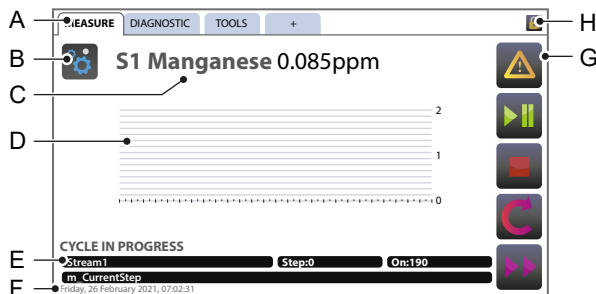 A
MEASURE DIAGNOSTIC TOOLS +
H
B
S1 Manganese 0.085ppm
G
C
2
D
1
0
CYCLE IN PROGRESS
E
Stream1 Step:0 On:190
m_CurrentStep
F
Friday, 26 February 2021, 07:02:31